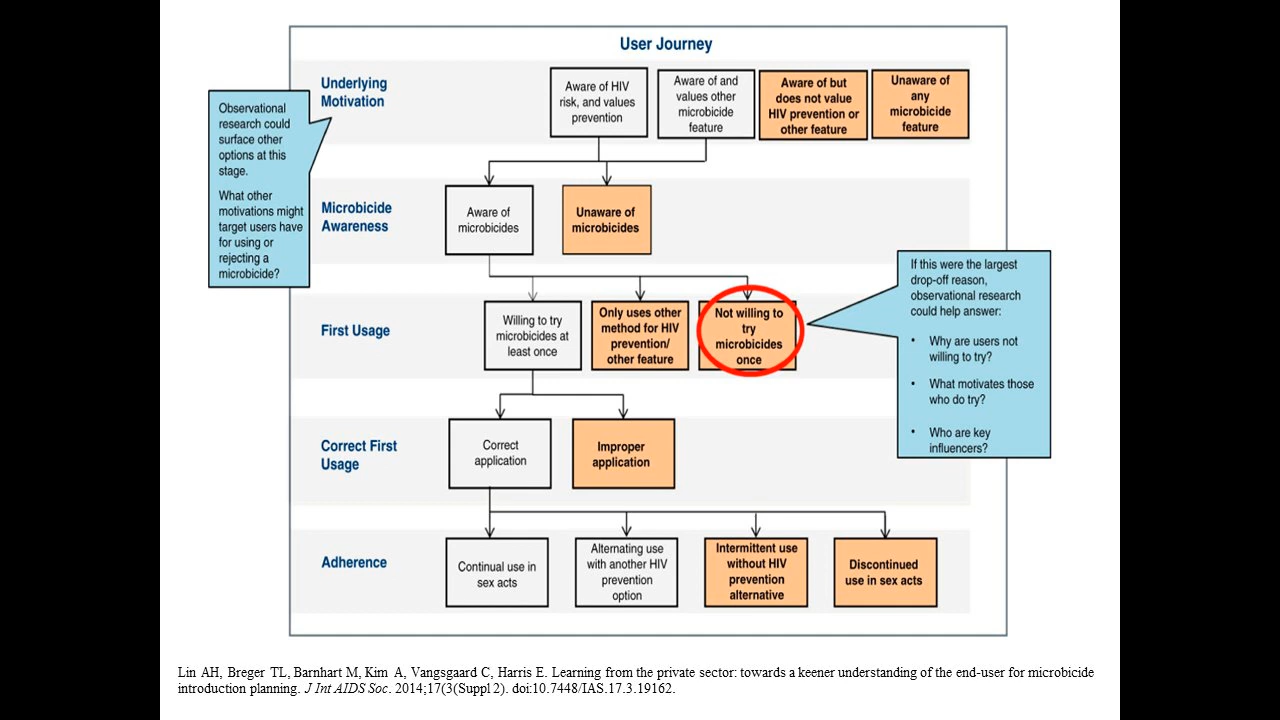 User Journey
Underlying
Motivation
Aware of HIV
risk, and values
prevention
Aware of and
values other
microbicide
feature
Aware of but
does not value
HIV prevention or
other feature
Unaware of
any
microbicide
feature
Observational
research could
surface other
options at this
stage.
What other
motivations might
target users have
for using or
rejecting a
microbicide?
Microbicide
Awareness
Aware of
microbicides
Unaware of
microbicides
First Usage
Willing to try
microbicides at
least once
Only uses other
method for HIV
prevention/
other feature
Not willing to
try
microbicides
once
If this were the largest
drop-off reason,
observational research
could help answer:
• Why are users not
willing to try?
• What motivates those
who do try?
• Who are key
influencers?
Correct First
Usage
Correct
application
Improper
application
Adherence
Continual use in
sex acts
Alternating use
with another HIV
prevention
option
Intermittent use
without HIV
prevention
alternative
Discontinued
use in sex acts
Lin AH, Breger TL, Barnhart M, Kim A, Vangsgaard C, Harris E. Learning from the private sector: towards a keener understanding of the end-user for microbicide
introduction planning. J Int AIDS Soc. 2014;17(3(Suppl 2). doi:10.7448/IAS.17.3.19162.